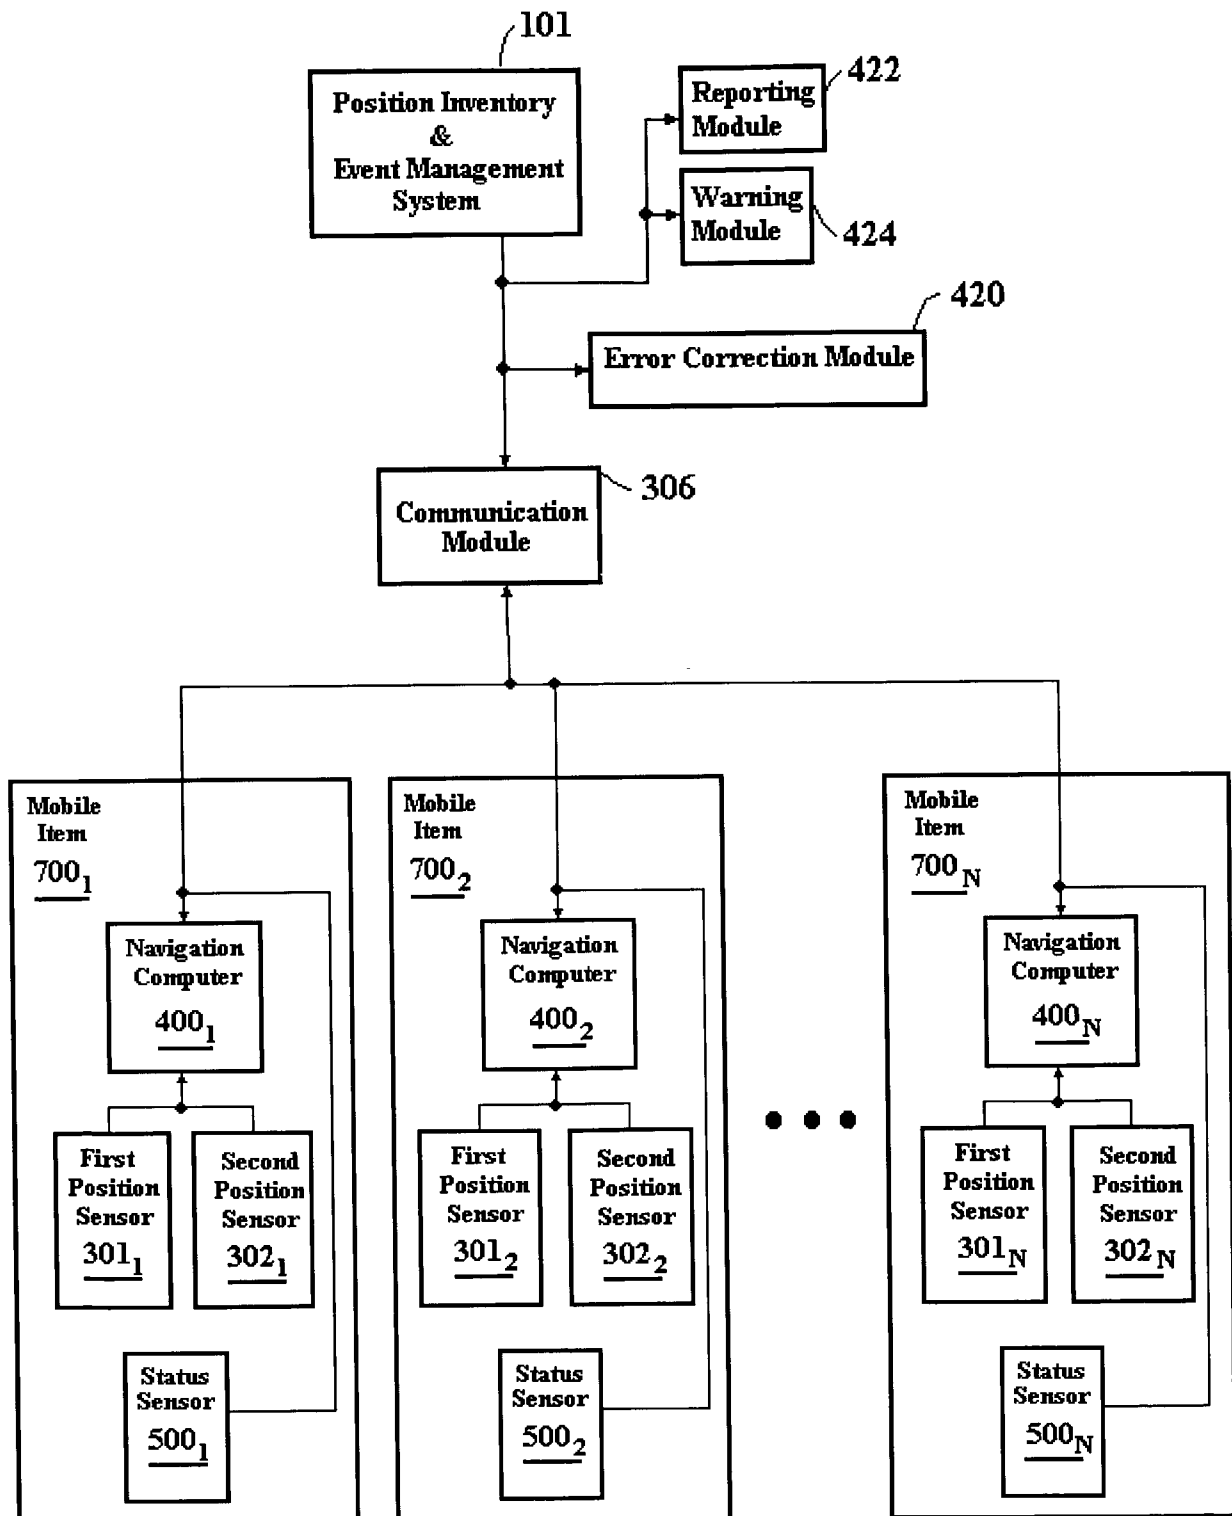 101
Position Inventory
&
Event Management
System
422
Reporting
Module
Warning
Module
424
420
Error Correction Module
306
Communication
Module
Mobile
Item
700₁
Navigation
Computer
400₁
First
Position
Sensor
301₁
Second
Position
Sensor
302₁
Status
Sensor
500₁
Mobile
Item
700₂
Navigation
Computer
400₂
First
Position
Sensor
301₂
Second
Position
Sensor
302₂
Status
Sensor
500₂
Mobile
Item
700N
Navigation
Computer
400N
First
Position
Sensor
301N
Second
Position
Sensor
302N
Status
Sensor
500N